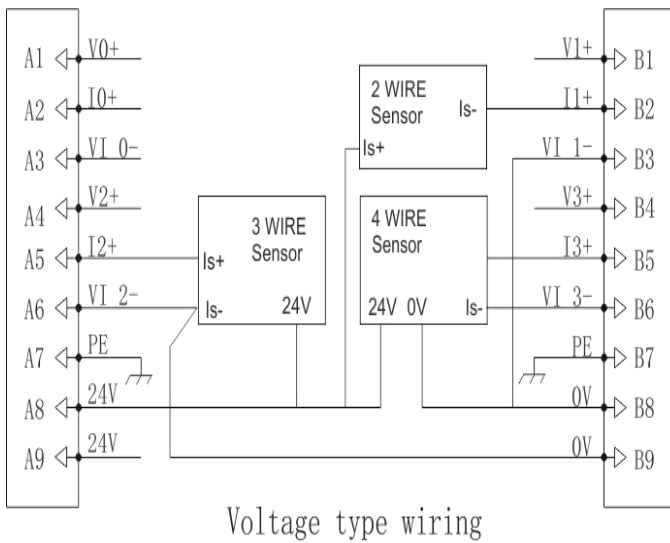 A1 V0+ V1+ B1
A2 I0+ 2 WIRE Sensor Is- I1+ B2
Is+
A3 VI 0- VI 1- B3
A4 V2+ V3+ B4
3 WIRE Sensor 4 WIRE Sensor
A5 I2+ Is+ I3+ B5
A6 VI 2- Is- 24V 24V 0V Is- VI 3- B6
A7 PE PE B7
A8 24V 0V B8
A9 24V 0V B9
Voltage type wiring